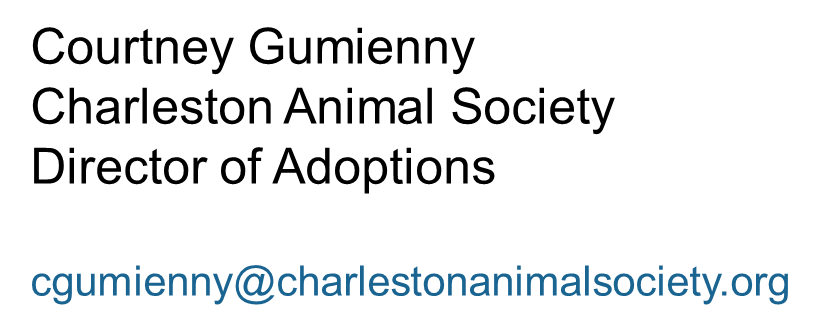 Courtney Gumienny
Charleston Animal Society
Director of Adoptions
cgumienny@charlestonanimalsociety.org